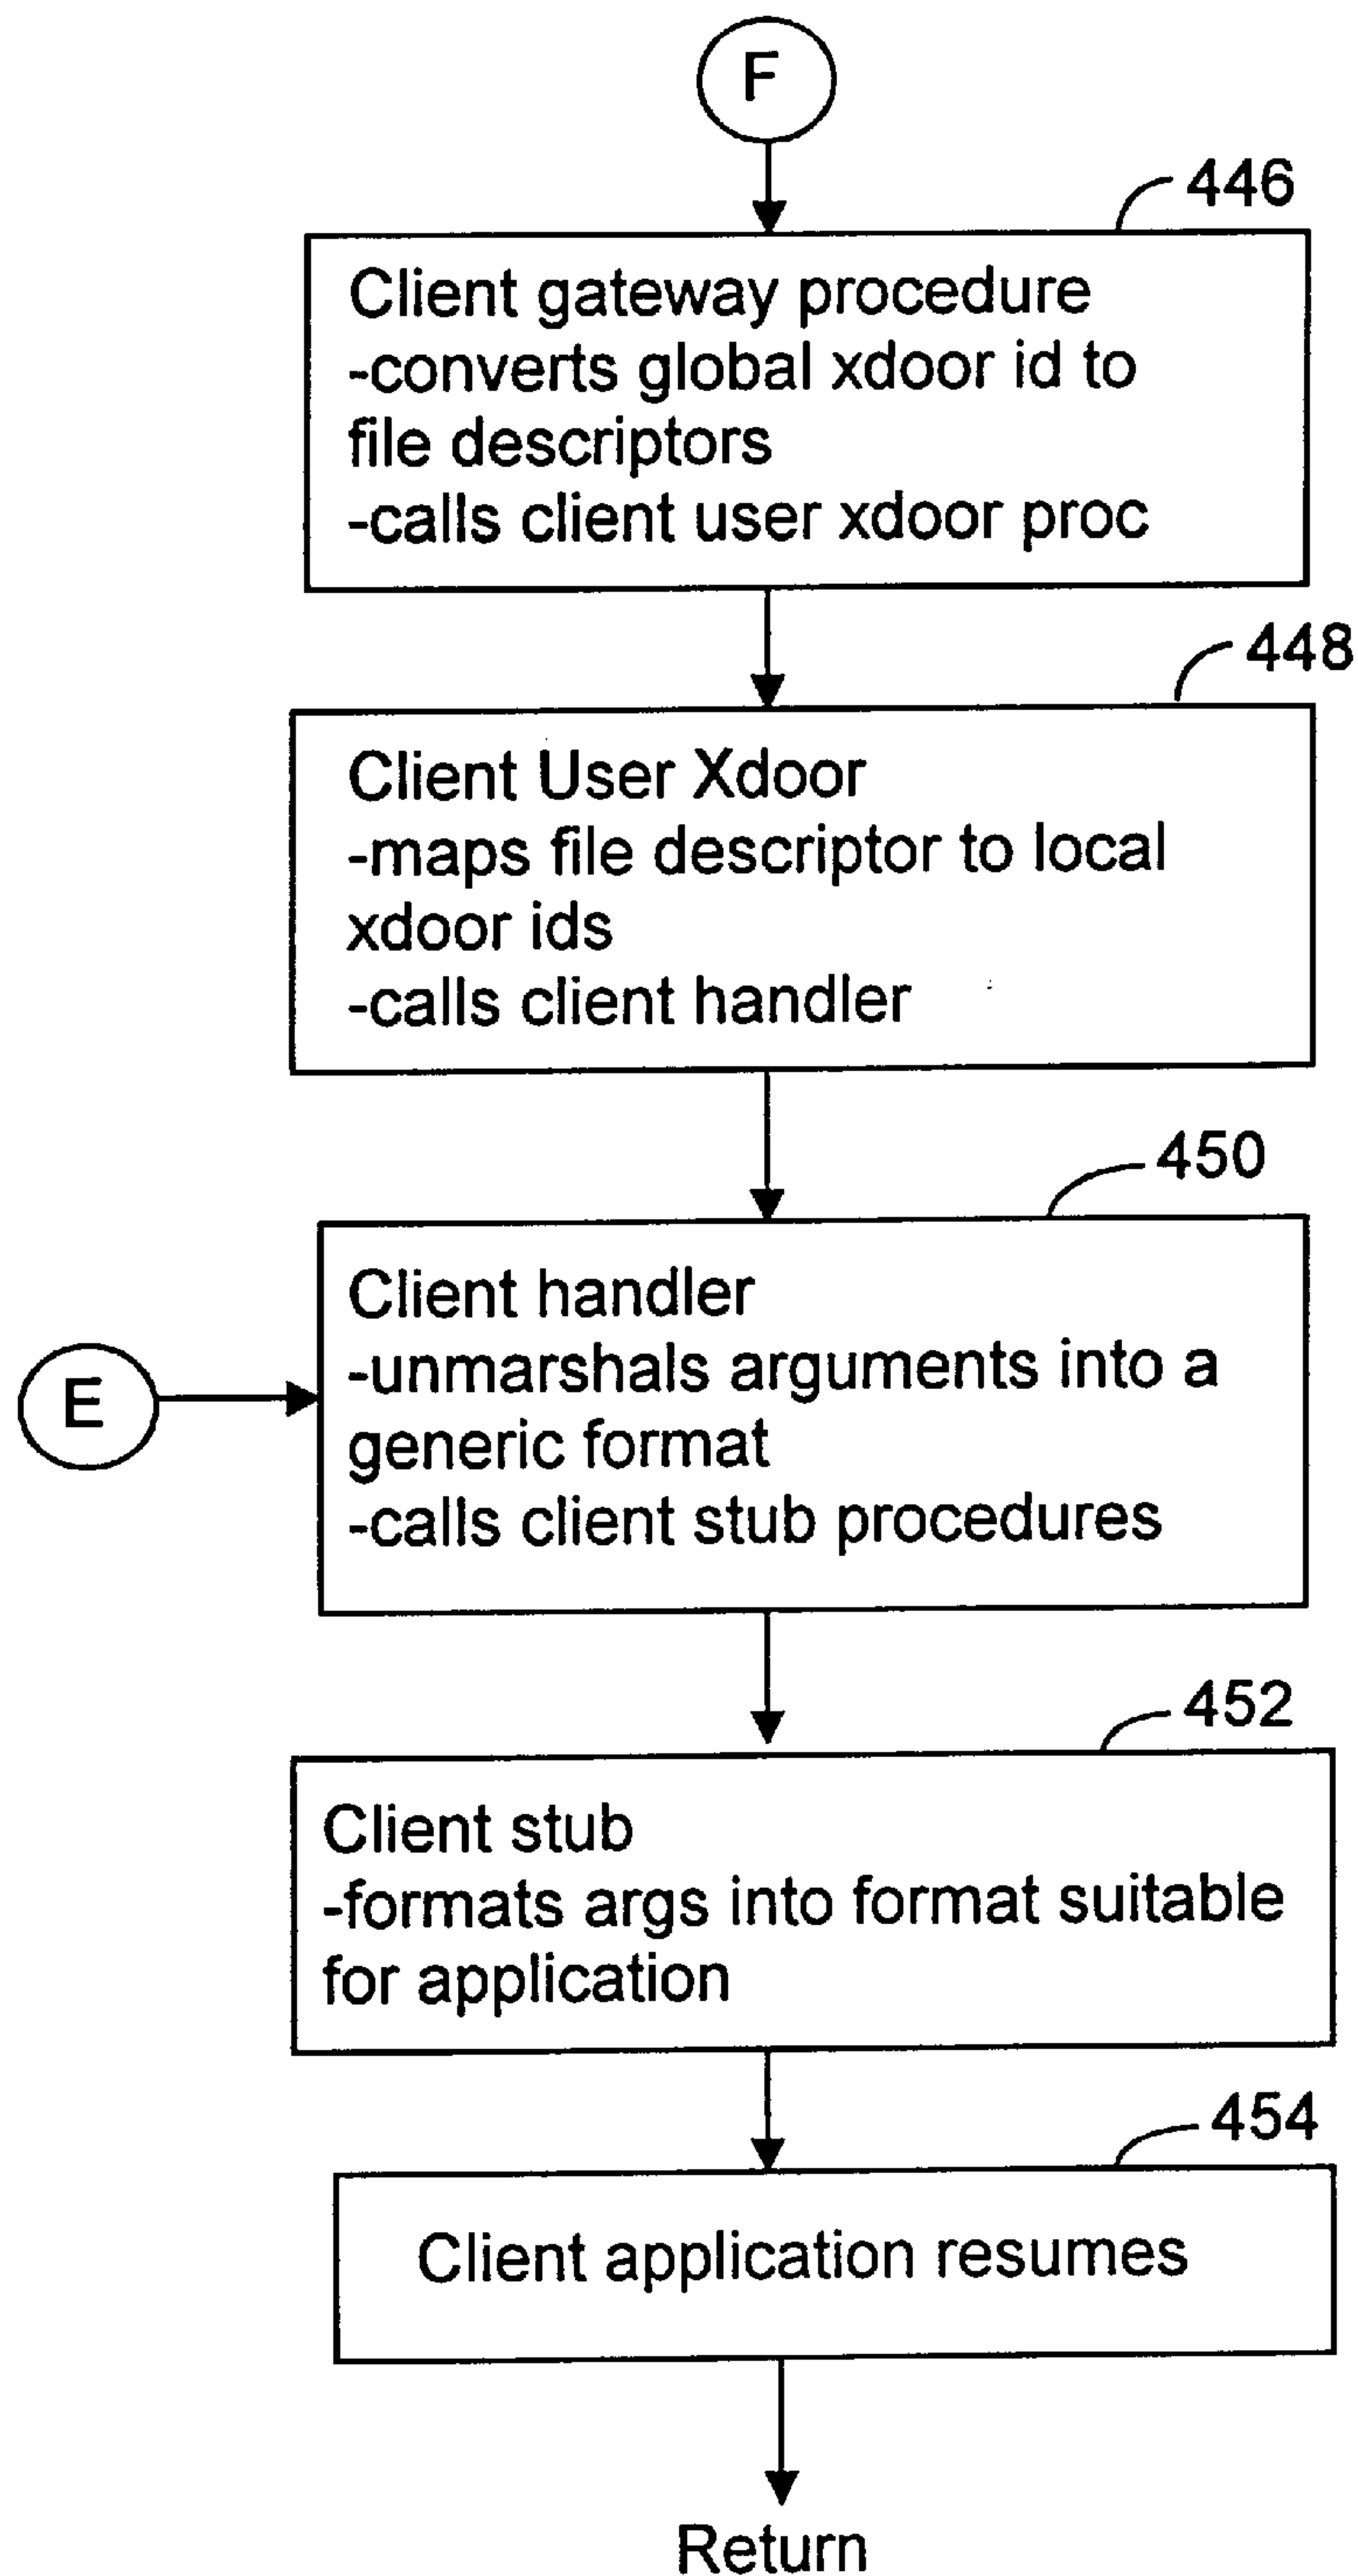 F
446
Client gateway procedure
-converts global xdoor id to
file descriptors
-calls client user xdoor proc
448
Client User Xdoor
-maps file descriptor to local
xdoor ids
-calls client handler
450
Client handler
-unmarshals arguments into a
generic format
-calls client stub procedures
E
452
Client stub
-formats args into format suitable
for application
454
Client application resumes
Return